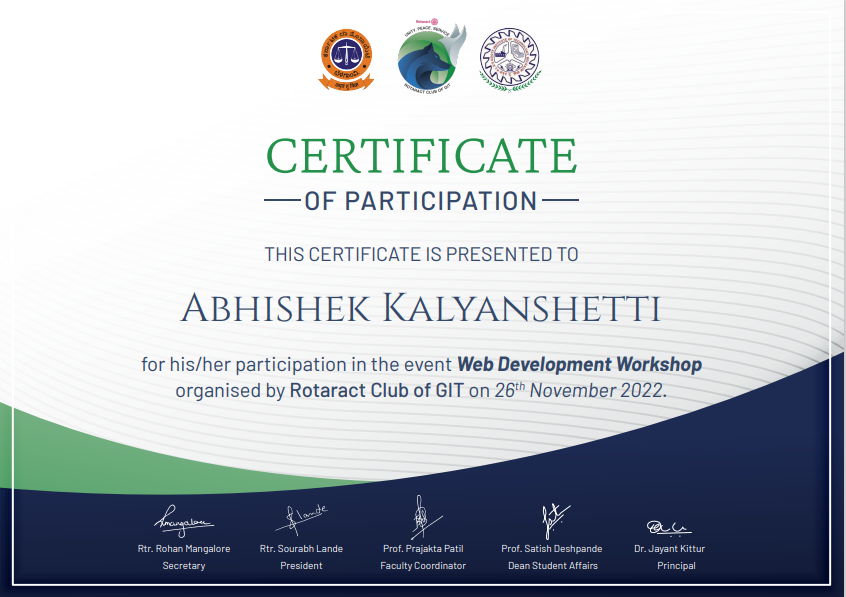 Rotaract
UNITY. PEACE. SERVICE
ROTARACT CLUB OF GIT
CERTIFICATE
OF PARTICIPATION
THIS CERTIFICATE IS PRESENTED TO
ABHISHEK KALYANSHETTI
for his/her participation in the event Web Development Workshop
organised by Rotaract Club of GIT on 26th November 2022.
Rtr. Rohan Mangalore
Rtr. Sourabh Lande
Prof. Prajakta Patil
Prof. Satish Deshpande
Dr. Jayant Kittur
Secretary
President
Faculty Coordinator
Dean Student Affairs
Principal